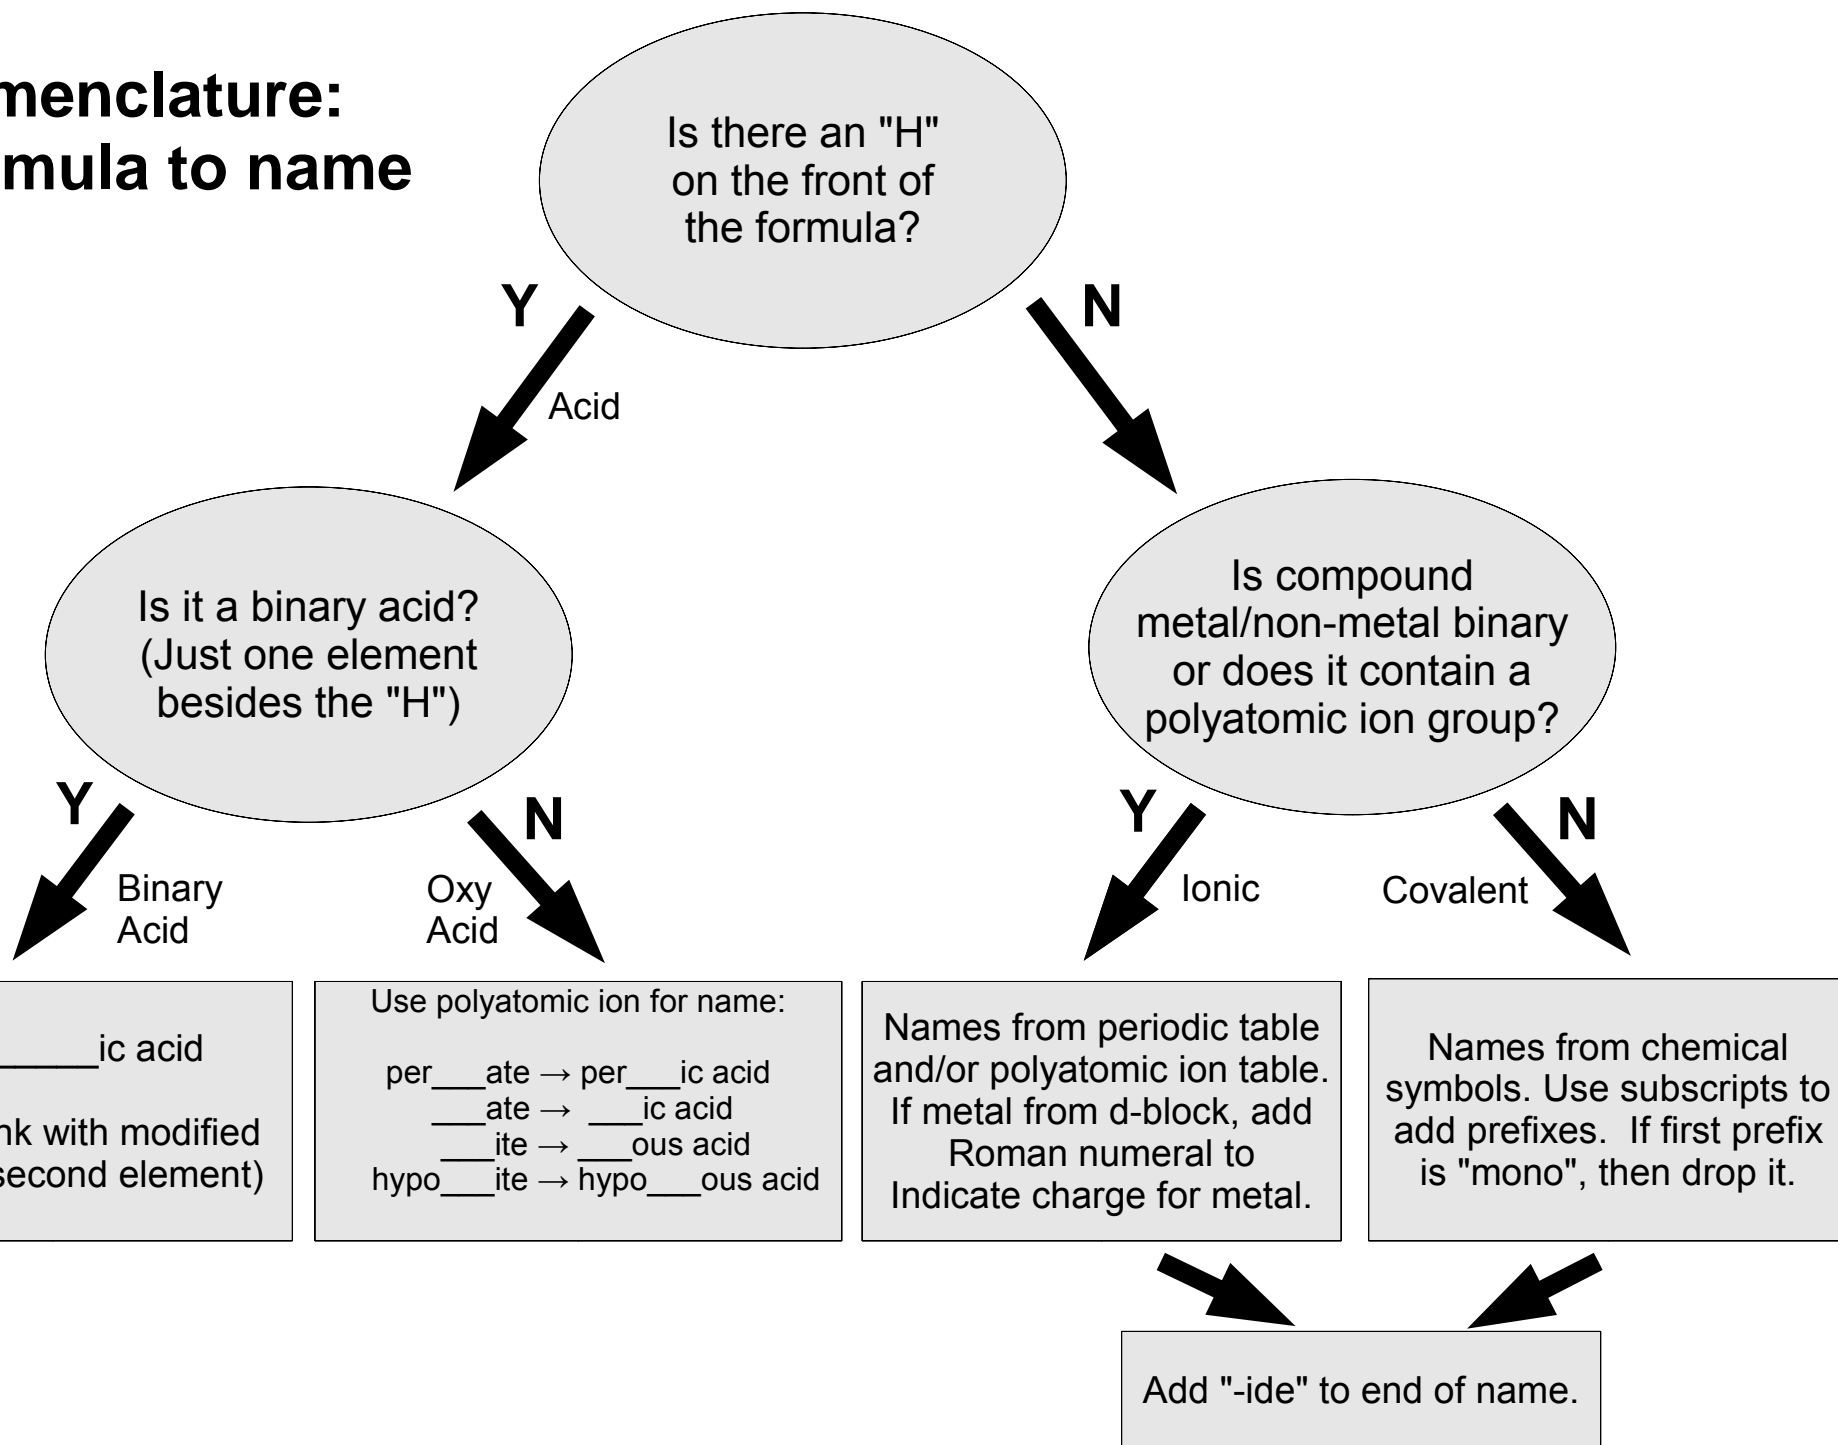 menclature:
mula to name
Is there an "H"
on the front of
the formula?
Y
N
Acid
Is it a binary acid?
(Just one element
besides the "H")
Is compound
metal/non-metal binary
or does it contain a
polyatomic ion group?
Y
N
Y
N
Binary
Acid
Oxy
Acid
Ionic
Covalent
_____ic acid
nk with modified
second element)
Use polyatomic ion for name:
per___ate → per___ic acid
___ate → ___ic acid
___ite → ___ous acid
hypo___ite → hypo___ous acid
Names from periodic table
and/or polyatomic ion table.
If metal from d-block, add
Roman numeral to
Indicate charge for metal.
Names from chemical
symbols. Use subscripts to
add prefixes. If first prefix
is "mono", then drop it.
Add "-ide" to end of name.